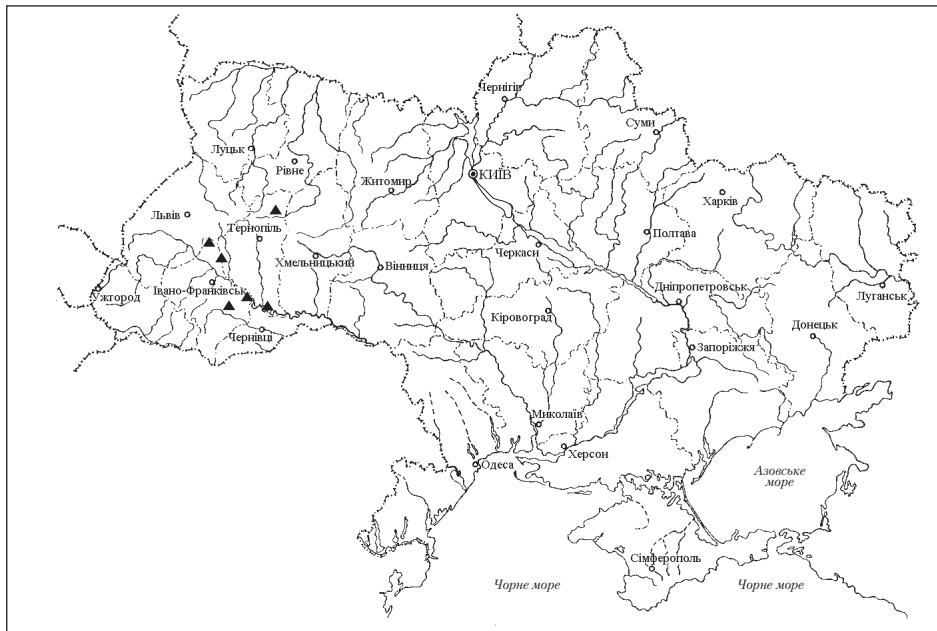 Чернігів
Суми
Луцьк
Рівне
КИЇВ
Житомир
Харків
Львів
Тернопіль
Полтава
Черкаси
Хмельницький
Вінниця
Івано-Франківськ
Ужгород
Дніпропетровськ
Луганськ
Кіровоград
Донецьк
Чернівці
Запоріжжя
Миколаїв
Херсон
Одеса
Азовське
море
Сімферополь
Чорне море
Чорне море